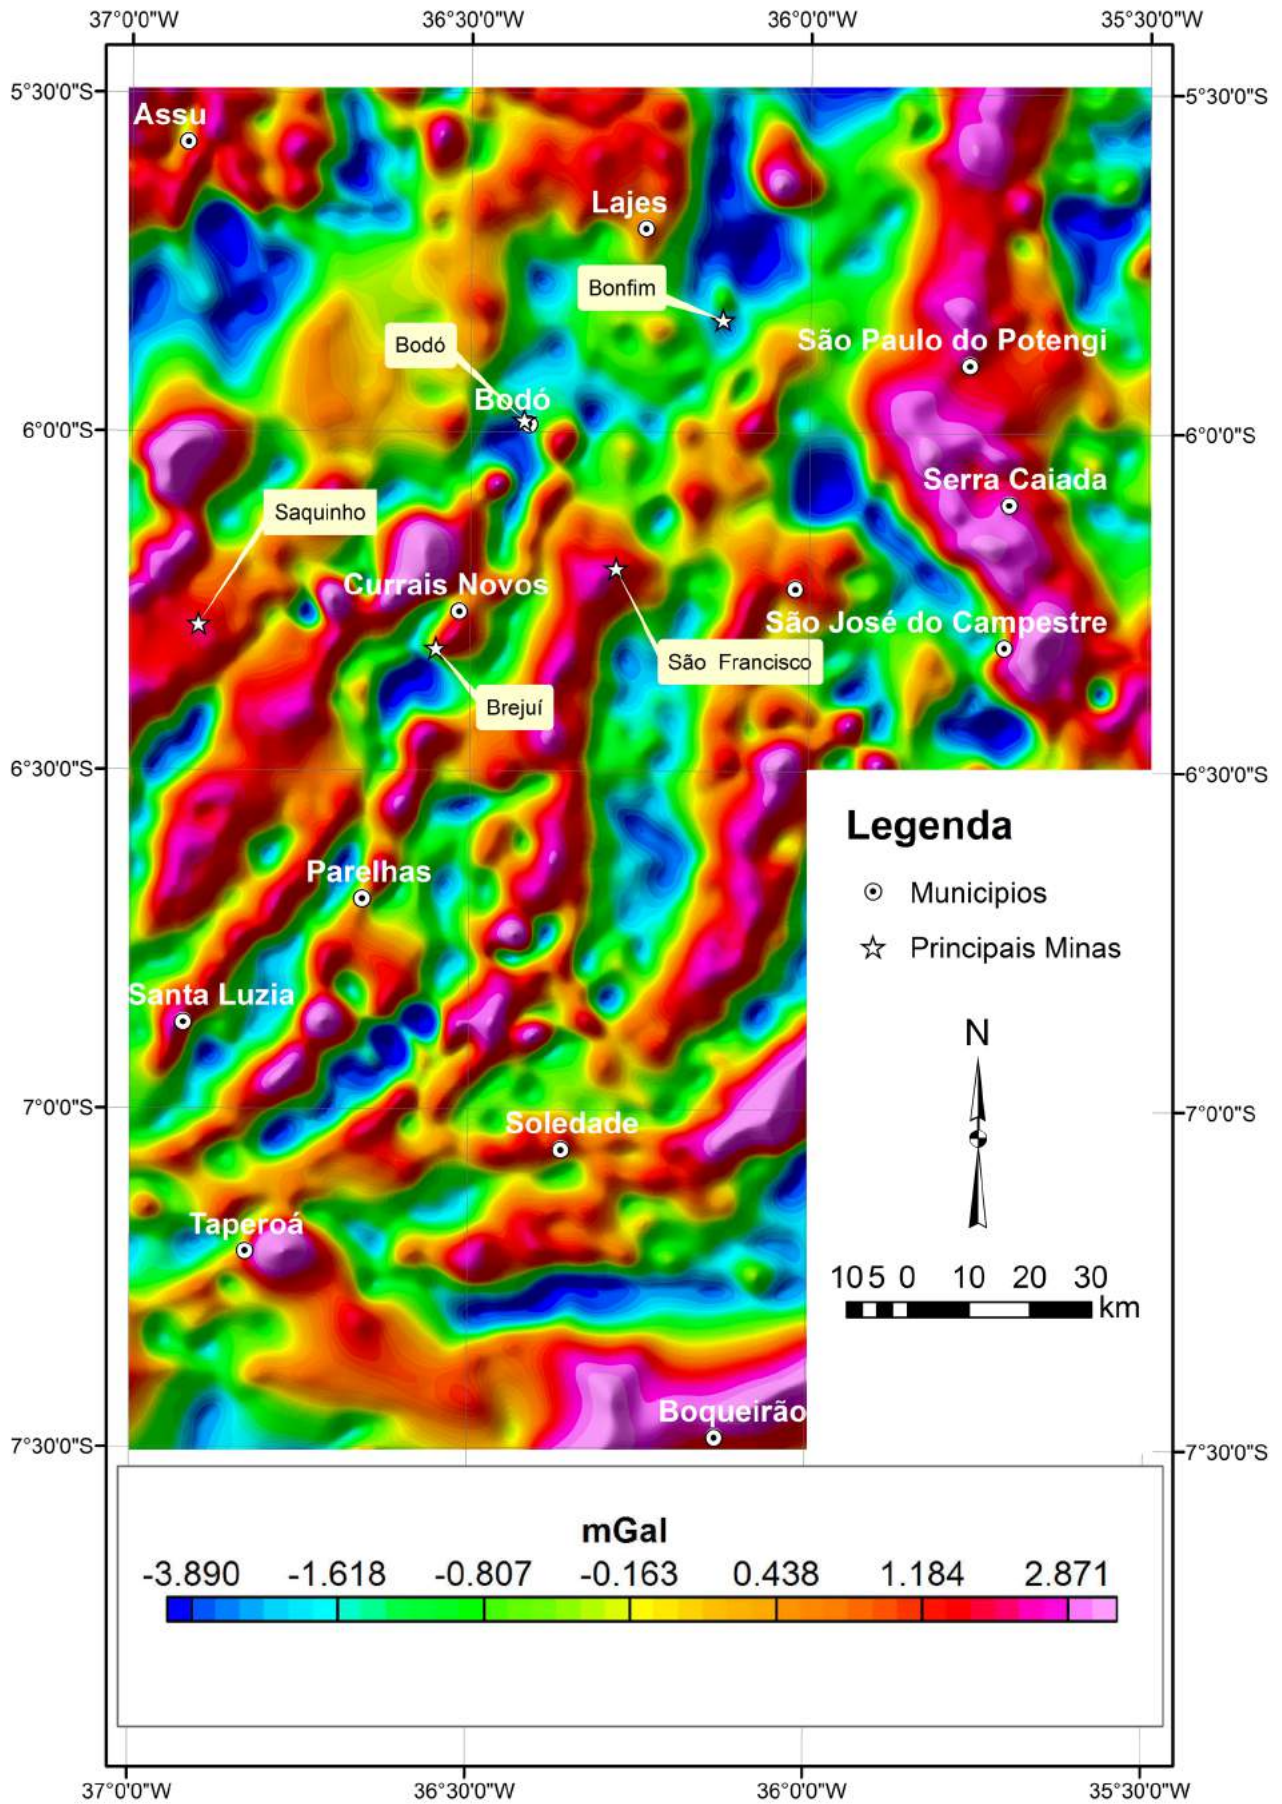 37°0'0"W 36°30'0"W 36°0'0"W 35°30'0"W
5°30'0"S 5°30'0"S
Assu
Lajes
Bonfim
São Paulo do Potengi
Bodó
Bodó
6°0'0"S 6°0'0"S
Serra Caiada
Saquinho
Currais Novos
São José do Campestre
São Francisco
Brejuí
6°30'0"S 6°30'0"S
Legenda
Parelhas
Municipios
Principais Minas
Santa Luzia
N
7°0'0"S 7°0'0"S
Soledade
Taperoá
10 5 0 10 20 30
km
Boqueirão
7°30'0"S 7°30'0"S
mGal
-3.890 -1.618 -0.807 -0.163 0.438 1.184 2.871
37°0'0"W 36°30'0"W 36°0'0"W 35°30'0"W